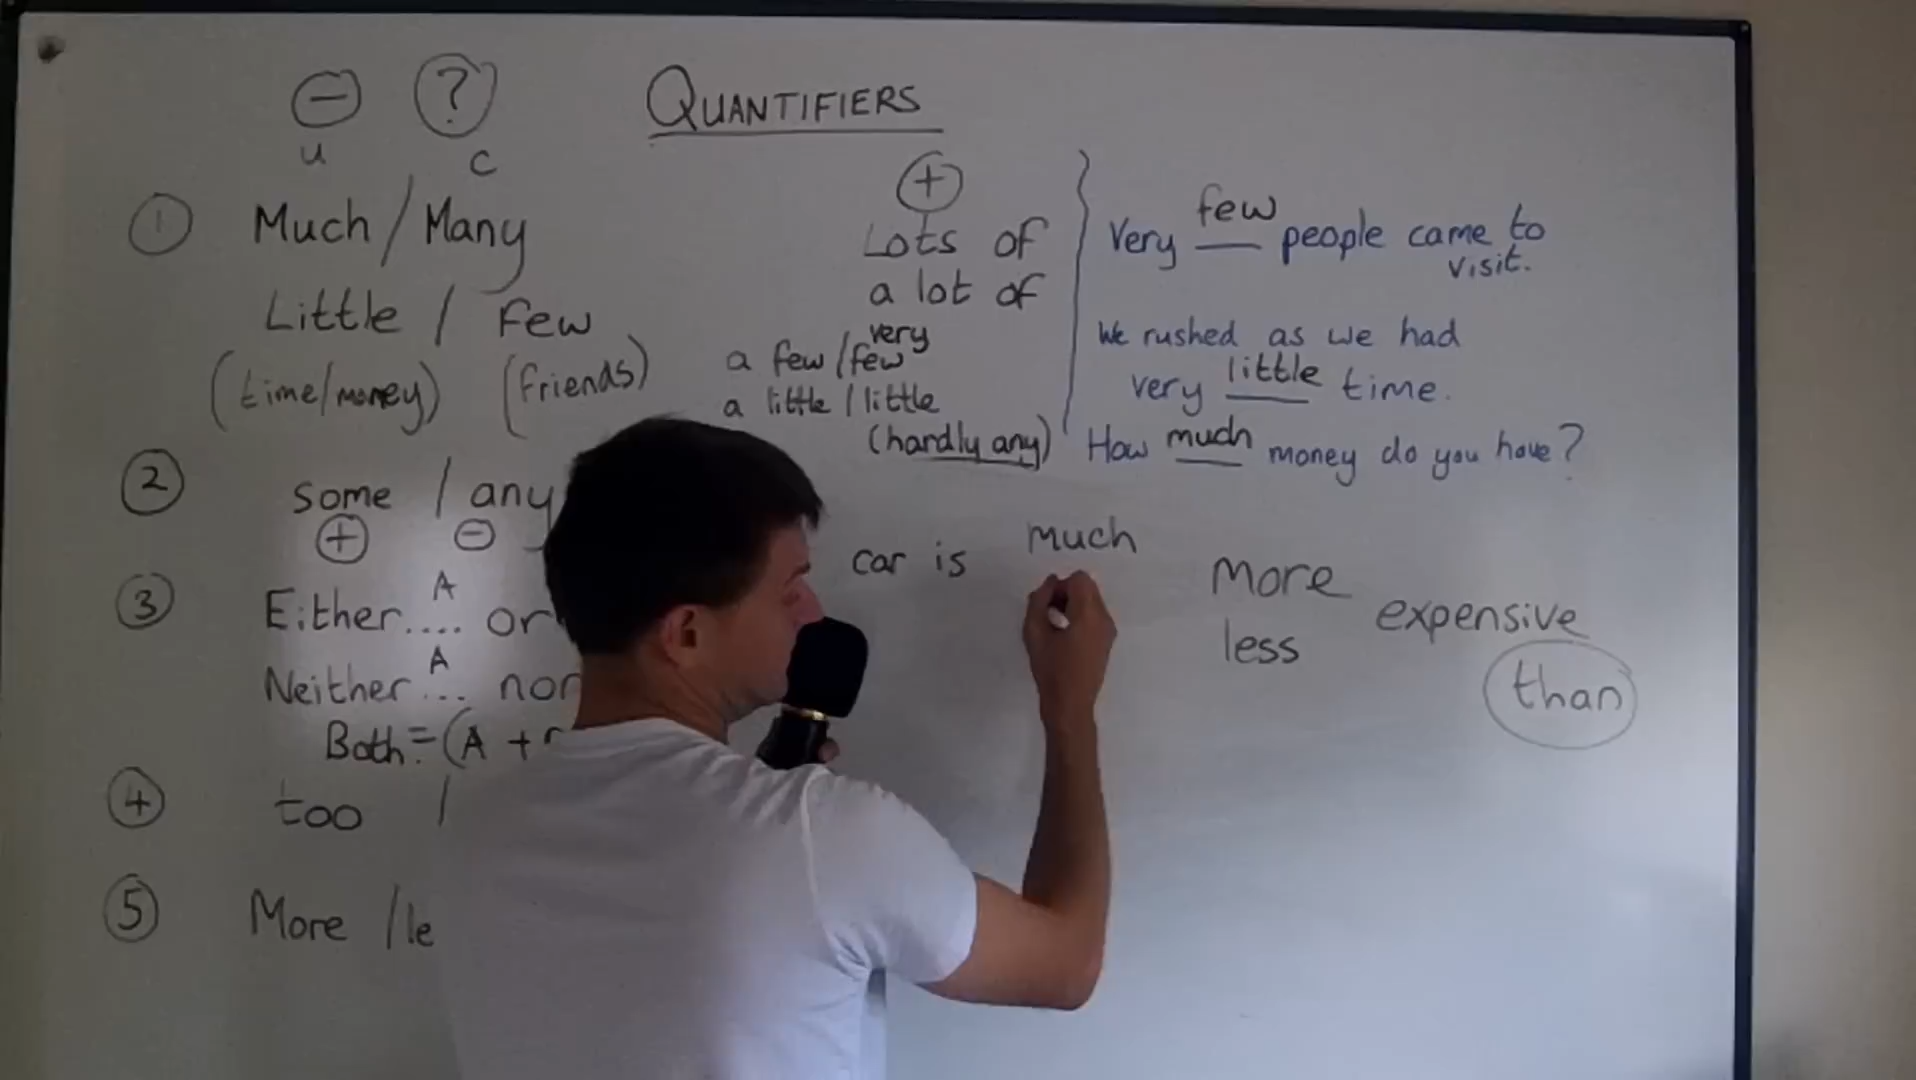 QUANTIFIERS
- ?
u c
+
1 Much / Many
Lots of
a lot of
Little / Few
(time/money) (friends)
very
a few / few
a little / little
(hardly any)
few
Very ___ people came to
visit.
We rushed as we had
little
very ___ time.
much
How ___ money do you have?
2 some / any
+ -
3 Either A .... or
Neither A ... nor
Both = (A +
4 too /
5 More /
car is much more expensive
less
than